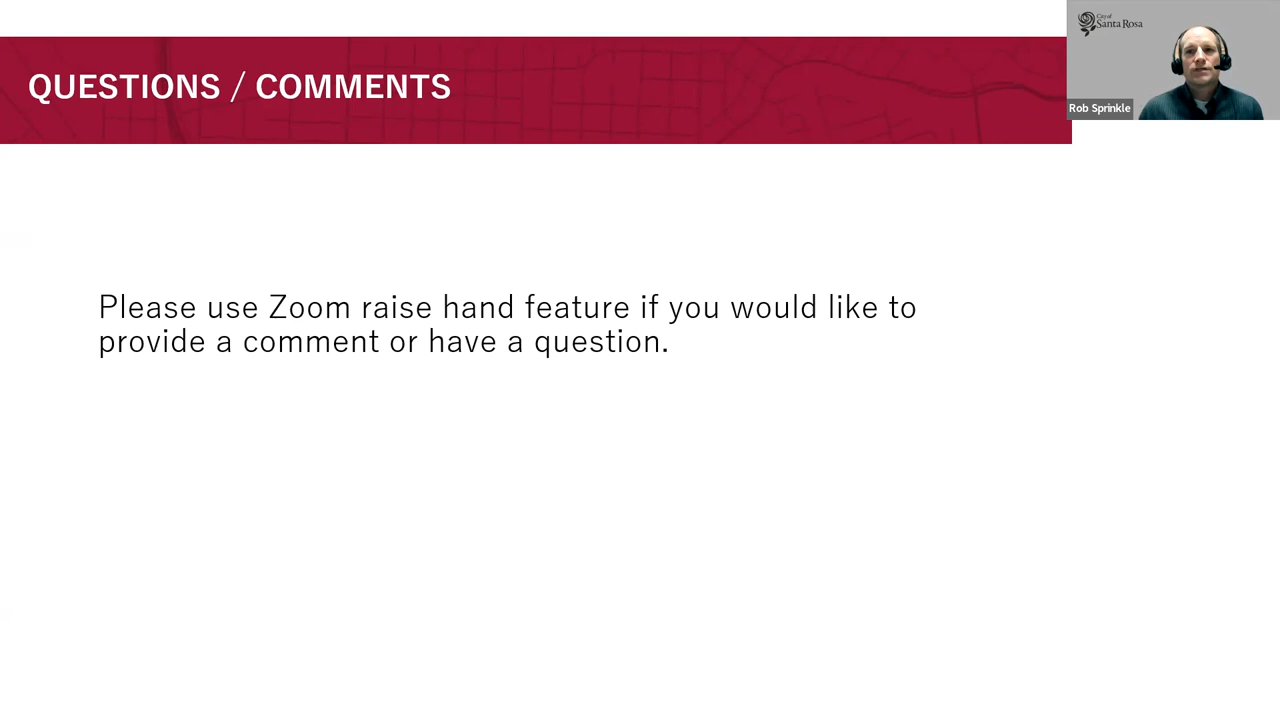 City of
Santa Rosa
QUESTIONS / COMMENTS
Rob Sprinkle
Please use Zoom raise hand feature if you would like to
provide a comment or have a question.